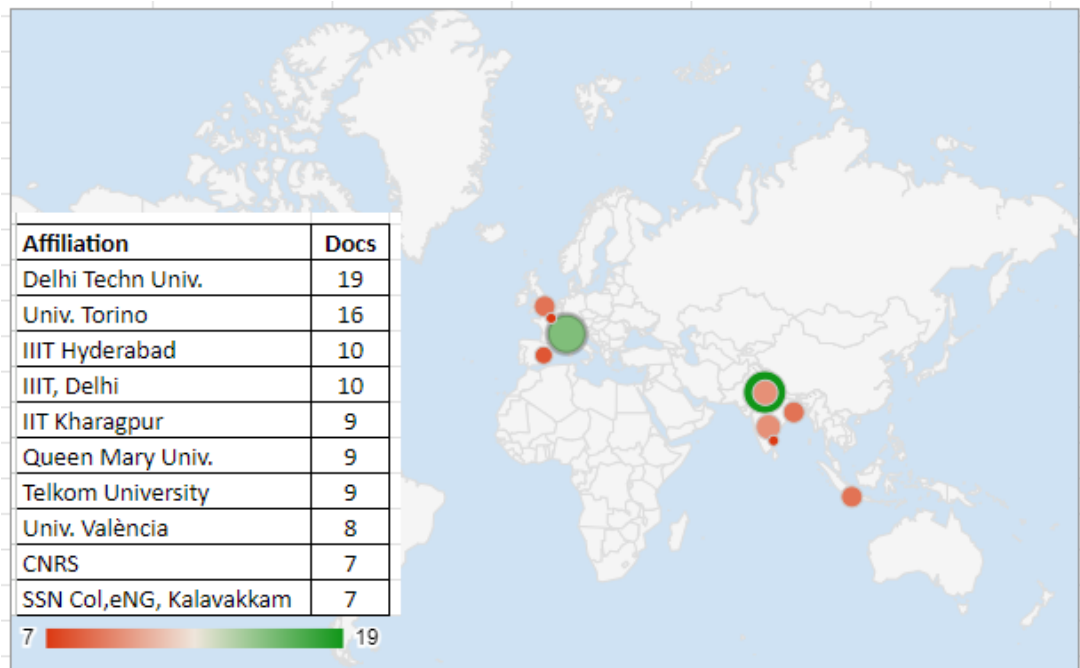 Affiliation Docs
Delhi Techn Univ. 19
Univ. Torino 16
IIIT Hyderabad 10
IIIT, Delhi 10
IIT Kharagpur 9
Queen Mary Univ. 9
Telkom University 9
Univ. València 8
CNRS 7
SSN Col,eNG, Kalavakkam 7
7 19